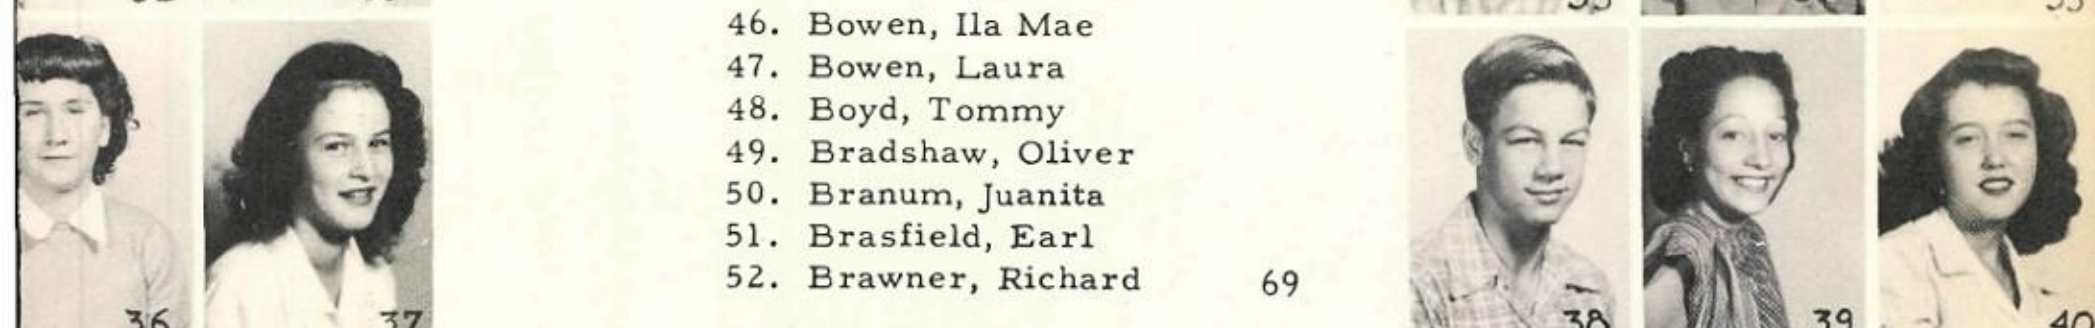 46. Bowen, Ila Mae
47. Bowen, Laura
48. Boyd, Tommy
49. Bradshaw, Oliver
50. Branum, Juanita
51. Brasfield, Earl
52. Brawner, Richard
69
36
37
38
39
40